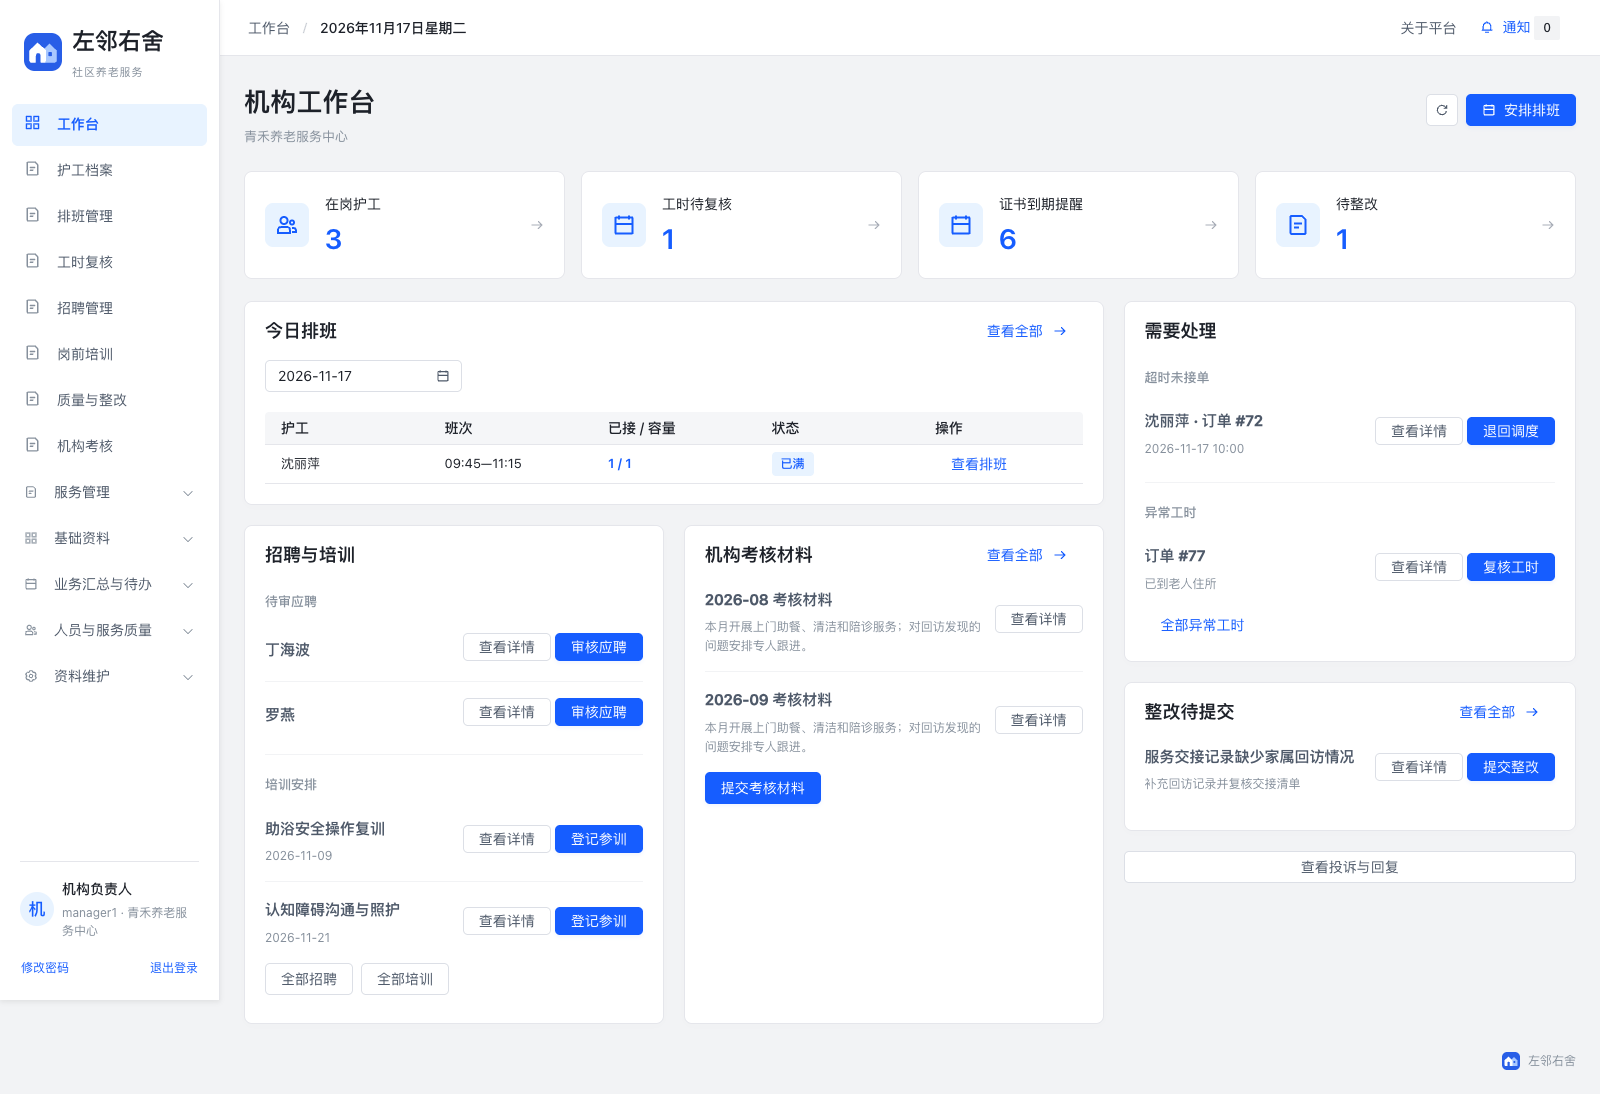 左邻右舍
社区养老服务
工作台
护工档案
排班管理
工时复核
招聘管理
岗前培训
质量与整改
机构考核
服务管理
基础资料
业务汇总与待办
人员与服务质量
资料维护
机
机构负责人
manager1 · 青禾养老服
务中心
修改密码 退出登录
工作台 / 2026年11月17日星期二
关于平台 通知 0
机构工作台
青禾养老服务中心
安排排班
在岗护工
3
工时待复核
1
证书到期提醒
6
待整改
1
今日排班 查看全部
2026-11-17
护工 班次 已接 / 容量 状态 操作
沈丽萍 09:45—11:15 1 / 1 已满 查看排班
招聘与培训
待审应聘
丁海波 查看详情 审核应聘
罗燕 查看详情 审核应聘
培训安排
助浴安全操作复训
2026-11-09
查看详情 登记参训
认知障碍沟通与照护
2026-11-21
查看详情 登记参训
全部招聘 全部培训
机构考核材料 查看全部
2026-08 考核材料
本月开展上门助餐、清洁和陪诊服务；对回访发现的
问题安排专人跟进。
查看详情
2026-09 考核材料
本月开展上门助餐、清洁和陪诊服务；对回访发现的
问题安排专人跟进。
查看详情
提交考核材料
需要处理
超时未接单
沈丽萍 · 订单 #72
2026-11-17 10:00
查看详情 退回调度
异常工时
订单 #77
已到老人住所
查看详情 复核工时
全部异常工时
整改待提交 查看全部
服务交接记录缺少家属回访情况
补充回访记录并复核交接清单
查看详情 提交整改
查看投诉与回复
左邻右舍